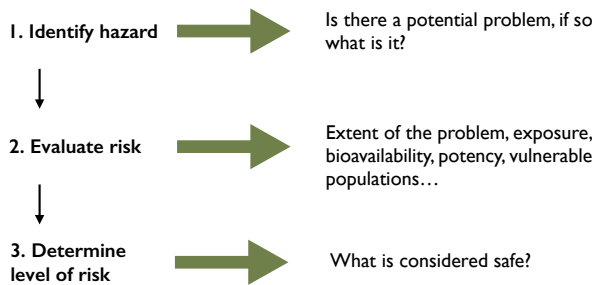 1. Identify hazard
Is there a potential problem, if so
what is it?
2. Evaluate risk
Extent of the problem, exposure,
bioavailability, potency, vulnerable
populations…
3. Determine
level of risk
What is considered safe?